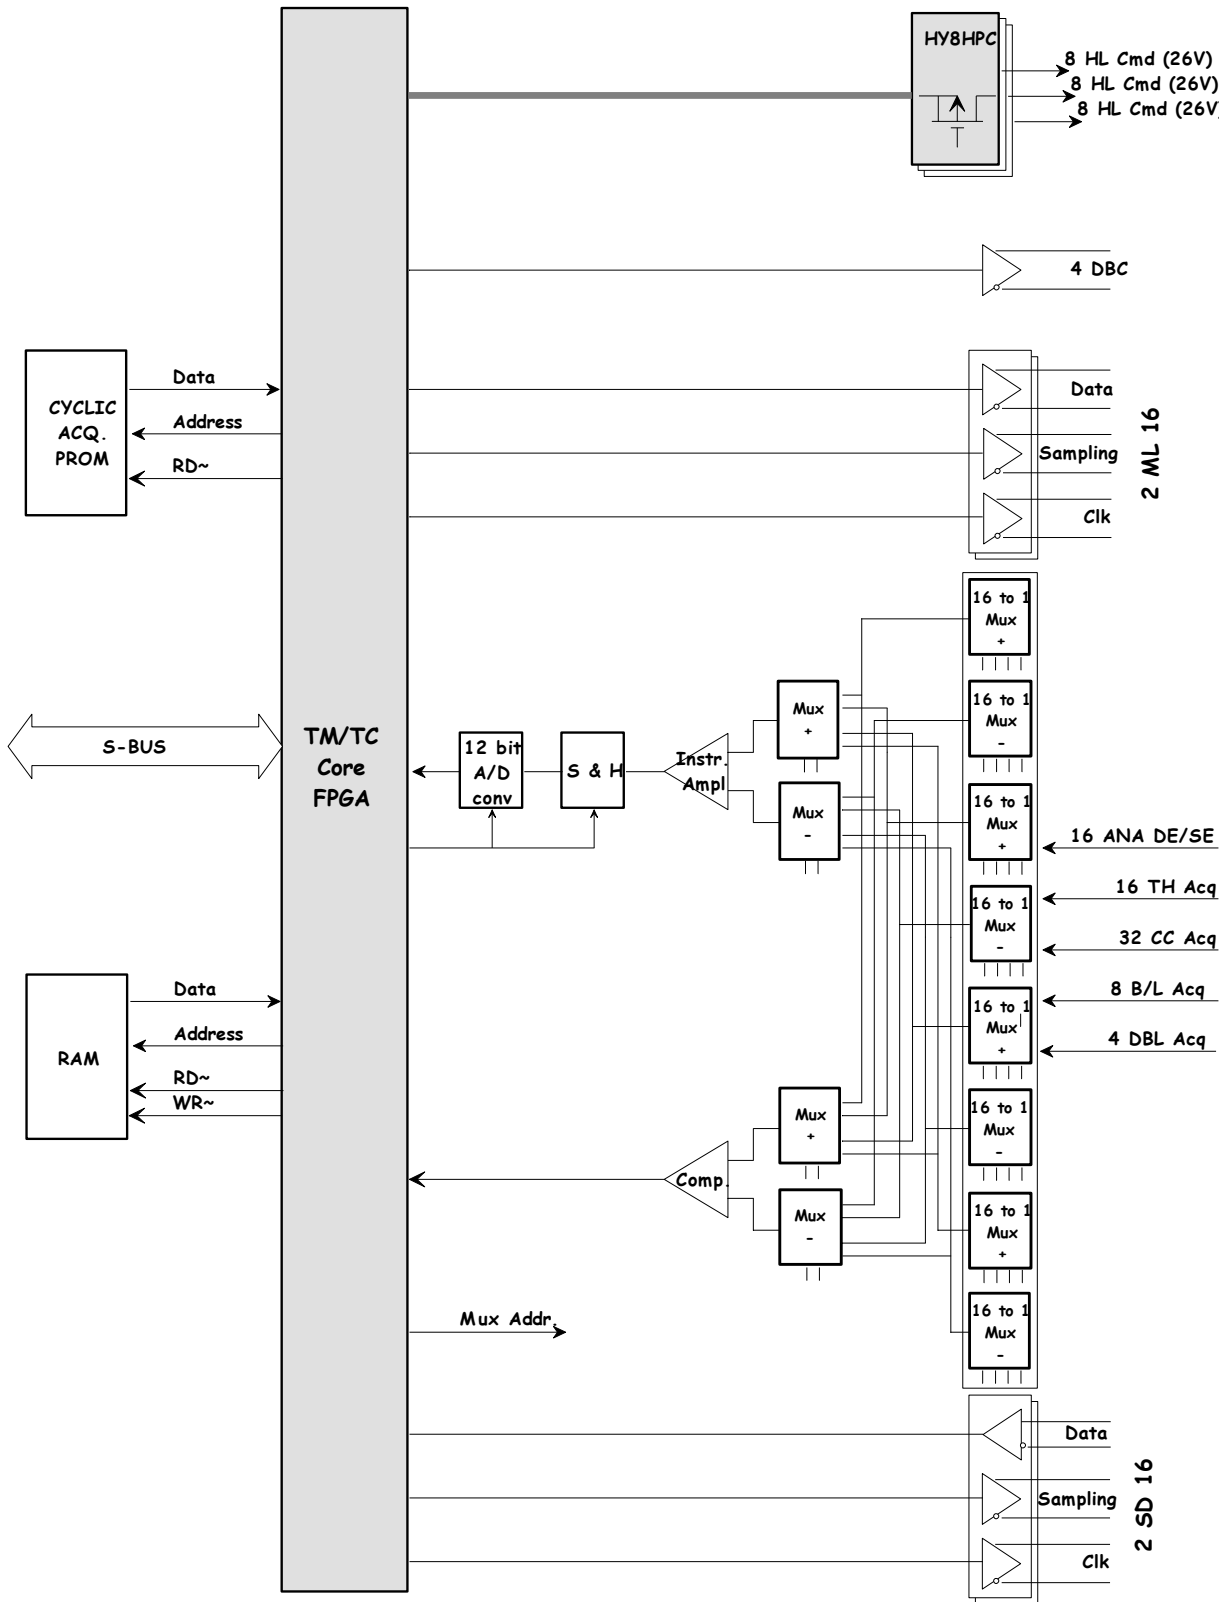 HY8HPC
8 HL Cmd (26V)
8 HL Cmd (26V)
8 HL Cmd (26V)
4 DBC
CYCLIC
ACQ.
PROM
Data
Address
RD~
Data
Sampling
Clk
2 ML 16
S-BUS
TM/TC
Core
FPGA
12 bit
A/D
conv
S & H
Instr.
Ampl
Mux
+
Mux
-
16 to 1
Mux
+
16 to 1
Mux
-
16 to 1
Mux
+
16 to 1
Mux
-
16 to 1
Mux
+
16 to 1
Mux
-
16 to 1
Mux
+
16 to 1
Mux
-
16 ANA DE/SE
16 TH Acq
32 CC Acq
8 B/L Acq
4 DBL Acq
RAM
Data
Address
RD~
WR~
Comp.
Mux
+
Mux
-
Mux Addr.
Data
Sampling
Clk
2 SD 16